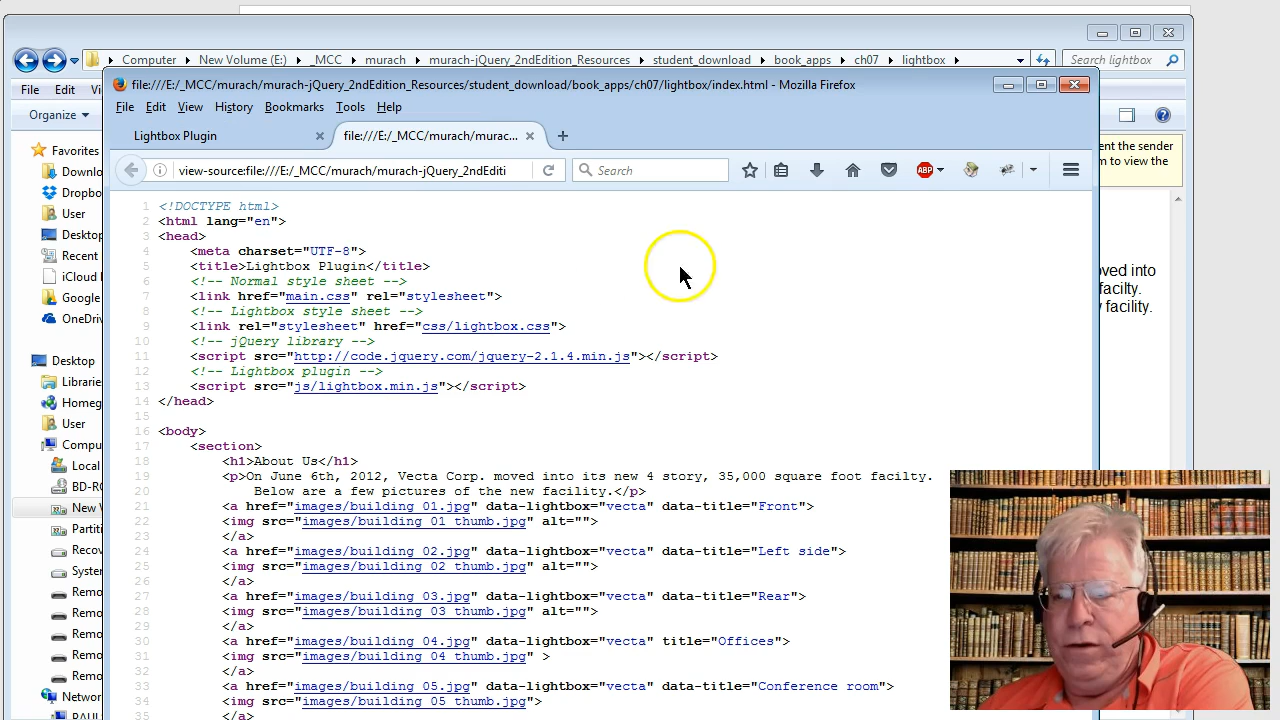 Computer
New Volume (E:)
_MCC
murach
murach-jQuery_2ndEdition_Resources
student_download
book_apps
ch07
lightbox
Search lightbox
File
Edit
Organize
Favorites
Desktop
file:///E:/_MCC/murach/murach-jQuery_2ndEdition_Resources/student_download/book_apps/ch07/lightbox/index.html - Mozilla Firefox
File Edit View History Bookmarks Tools Help
Lightbox Plugin
file:///E:/_MCC/murach/murac...
view-source:file:///E:/_MCC/murach/murach-jQuery_2ndEditi
Search
ABP
ent the sender
m to view the
oved into
facilty.
facility.
Recent
iCloud
Google
User
1 <!DOCTYPE html>
2 <html lang="en">
3 <head>
4 <meta charset="UTF-8">
5 <title>Lightbox Plugin</title>
6 <!-- Normal style sheet -->
7 <link href="main.css" rel="stylesheet">
8 <!-- Lightbox style sheet -->
9 <link rel="stylesheet" href="css/lightbox.css">
10 <!-- jQuery library -->
11 <script src="http://code.jquery.com/jquery-2.1.4.min.js"></script>
12 <!-- Lightbox plugin -->
13 <script src="js/lightbox.min.js"></script>
14 </head>
15
16 <body>
17 <section>
18 <h1>About Us</h1>
19 <p>On June 6th, 2012, Vecta Corp. moved into its new 4 story, 35,000 square foot facilty.
20 Below are a few pictures of the new facility.</p>
21 <a href="images/building_01.jpg" data-lightbox="vecta" data-title="Front">
22 <img src="images/building_01_thumb.jpg" alt="">
23 </a>
24 <a href="images/building_02.jpg" data-lightbox="vecta" data-title="Left side">
25 <img src="images/building_02_thumb.jpg" alt="">
26 </a>
27 <a href="images/building_03.jpg" data-lightbox="vecta" data-title="Rear">
28 <img src="images/building_03_thumb.jpg" alt="">
29 </a>
30 <a href="images/building_04.jpg" data-lightbox="vecta" title="Offices">
31 <img src="images/building_04_thumb.jpg" >
32 </a>
33 <a href="images/building_05.jpg" data-lightbox="vecta" data-title="Conference room">
34 <img src="images/building_05_thumb.jpg">
35 </a>